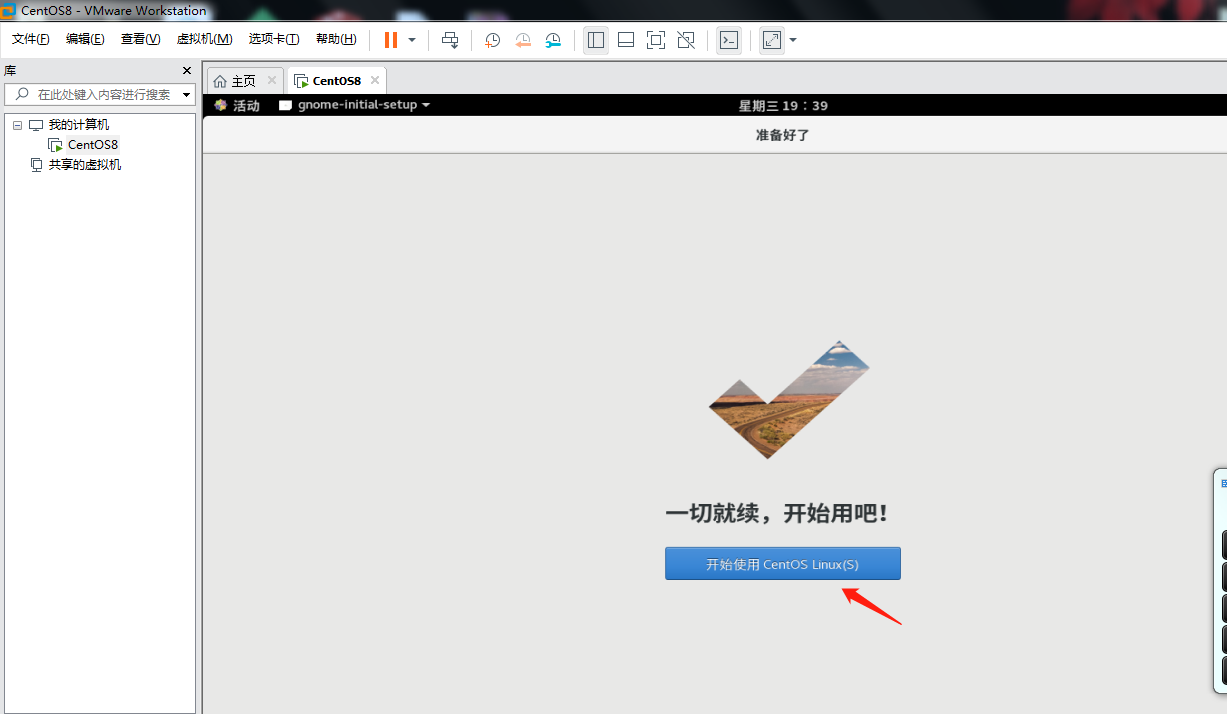 CentOS8 - VMware Workstation
文件(F) 编辑(E) 查看(V) 虚拟机(M) 选项卡(T) 帮助(H)
库
在此处键入内容进行搜索
我的计算机
CentOS8
共享的虚拟机
主页 CentOS8
活动 gnome-initial-setup 星期三 19：39
准备好了
一切就绪，开始用吧！
开始使用 CentOS Linux(S)